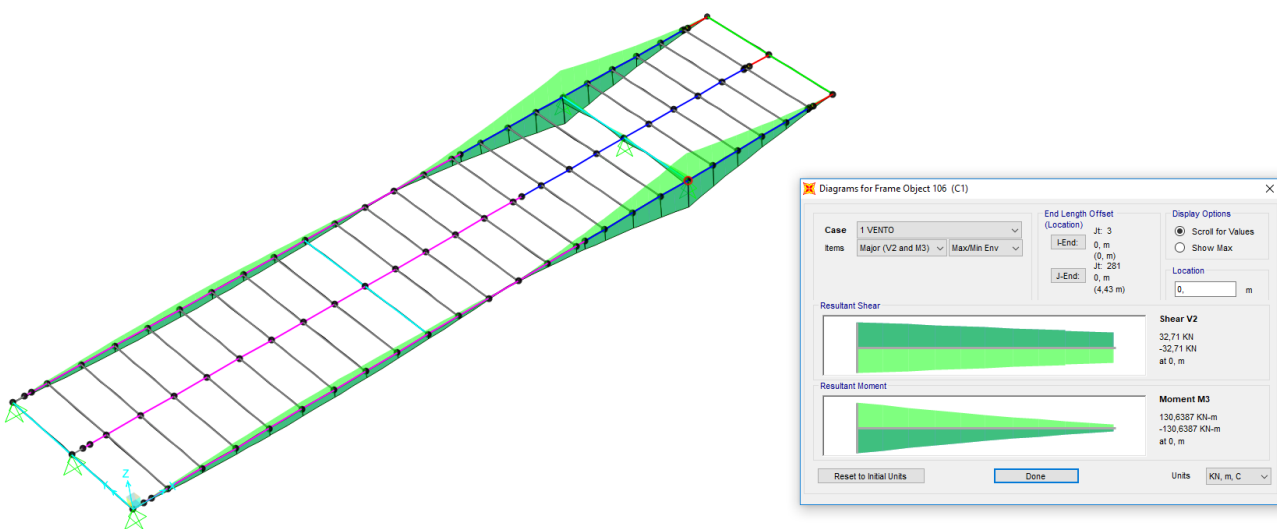 Diagrams for Frame Object 106 (C1)
Case
1 VENTO
Items
Major (V2 and M3)
Max/Min Env
End Length Offset
(Location)
I-End:
Jt: 3
0, m
(0, m)
J-End:
Jt: 281
0, m
(4,43 m)
Display Options
Scroll for Values
Show Max
Location
0,
m
Resultant Shear
Shear V2
32,71 KN
-32,71 KN
at 0, m
Resultant Moment
Moment M3
130,6387 KN-m
-130,6387 KN-m
at 0, m
Reset to Initial Units
Done
Units
KN, m, C
Z